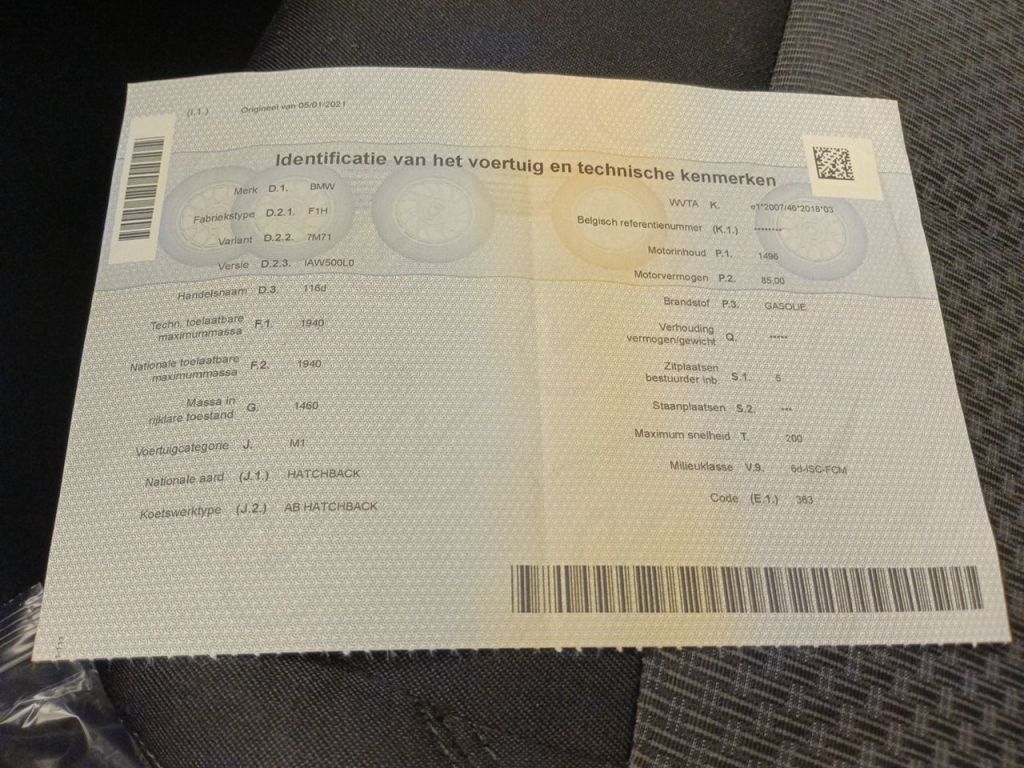 (I.1.) Origineel van 05/01/2021
Identificatie van het voertuig en technische kenmerken
Merk D.1. BMW
Fabriekstype D.2.1. F1H
Variant D.2.2. 7M71
Versie D.2.3. IAW500L0
Handelsnaam D.3. 116d
Techn. toelaatbare
maximummassa F.1. 1940
Nationale toelaatbare
maximummassa F.2. 1940
Massa in
rijklare toestand G. 1460
Voertuigcategorie J. M1
Nationale aard (J.1.) HATCHBACK
Koetswerktype (J.2.) AB HATCHBACK
WVTA K. e1*2007/46*2018*03
Belgisch referentienummer (K.1.) ********
Motorinhoud P.1. 1496
Motorvermogen P.2. 85,00
Brandstof P.3. GASOLIE
Verhouding
vermogen/gewicht Q. *****
Zitplaatsen
bestuurder inb. S.1. 5
Staanplaatsen S.2. ***
Maximum snelheid T. 200
Milieuklasse V.9. 6d-ISC-FCM
Code (E.1.) 363